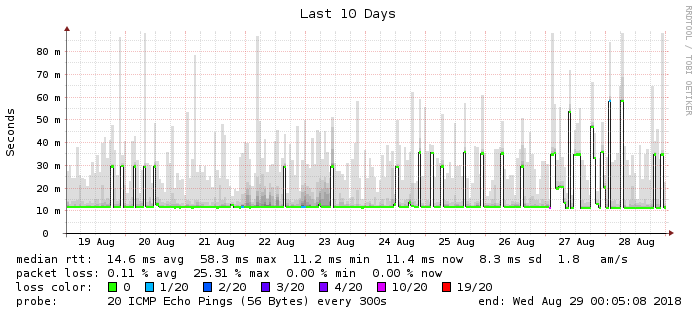 Last 10 Days
RRDTOOL / TOBI OETIKER
Seconds
80 m
70 m
60 m
50 m
40 m
30 m
20 m
10 m
0
19 Aug 20 Aug 21 Aug 22 Aug 23 Aug 24 Aug 25 Aug 26 Aug 27 Aug 28 Aug
median rtt: 14.6 ms avg 58.3 ms max 11.2 ms min 11.4 ms now 8.3 ms sd 1.8 am/s
packet loss: 0.11 % avg 25.31 % max 0.00 % min 0.00 % now
loss color: 0 1/20 2/20 3/20 4/20 10/20 19/20
probe: 20 ICMP Echo Pings (56 Bytes) every 300s end: Wed Aug 29 00:05:08 2018